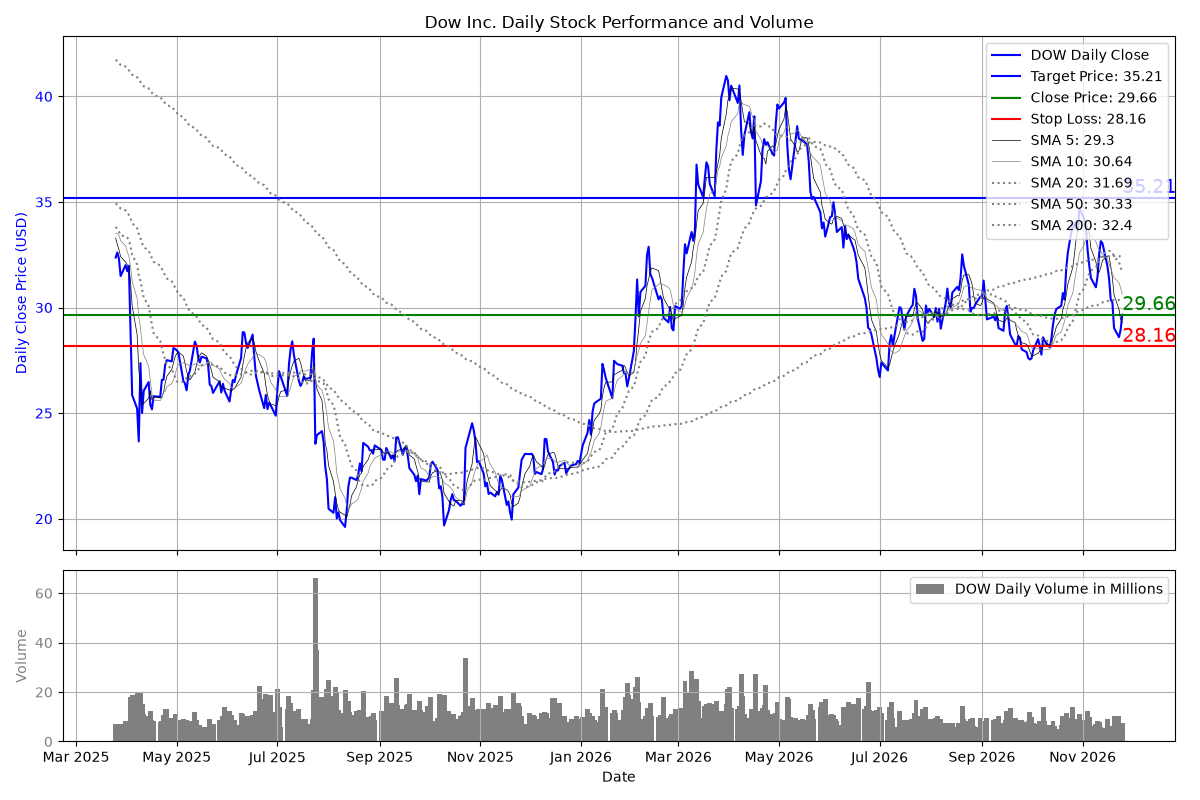 Dow Inc. Daily Stock Performance and Volume
Daily Close Price (USD)
40
35
30
25
20
DOW Daily Close
Target Price: 35.21
Close Price: 29.66
Stop Loss: 28.16
SMA 5: 29.3
SMA 10: 30.64
SMA 20: 31.69
SMA 50: 30.33
SMA 200: 32.4
35.21
29.66
28.16
Volume
60
40
20
0
DOW Daily Volume in Millions
Mar 2025 May 2025 Jul 2025 Sep 2025 Nov 2025 Jan 2026 Mar 2026 May 2026 Jul 2026 Sep 2026 Nov 2026
Date